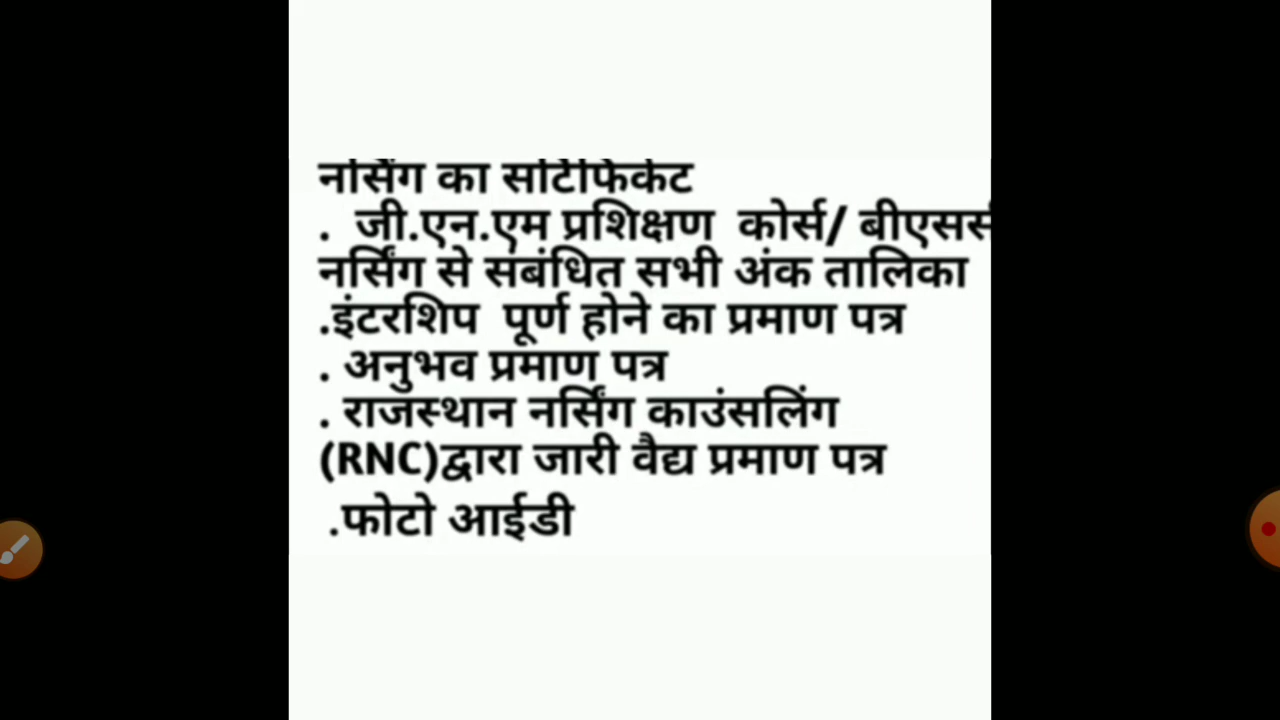 नर्सिंग का सर्टिफिकेट
. जी.एन.एम प्रशिक्षण कोर्स/ बीएससी
नर्सिंग से संबंधित सभी अंक तालिका
.इंटरशिप पूर्ण होने का प्रमाण पत्र
. अनुभव प्रमाण पत्र
. राजस्थान नर्सिंग काउंसलिंग
(RNC)द्वारा जारी वैद्य प्रमाण पत्र
.फोटो आईडी